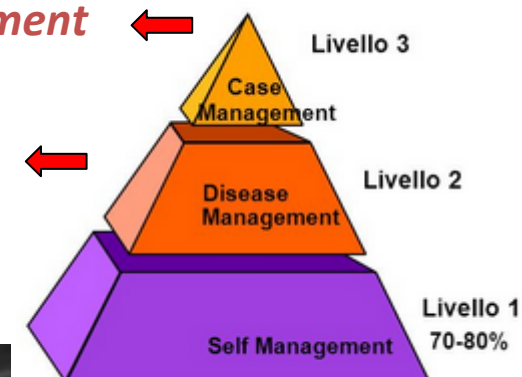 ment
Livello 3
Case
Management
Livello 2
Disease
Management
Livello 1
70-80%
Self Management